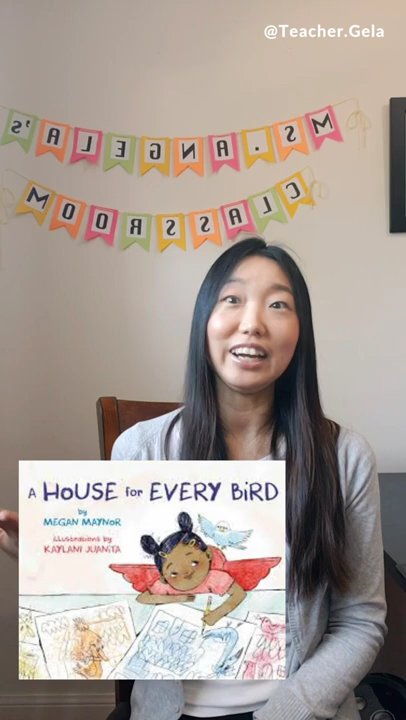 @Teacher.Gela
MS. ANGELA'S
CLASSROOM
A HOUSE for EVERY BiRD
by
MEGAN MAYNOR
illustrations by
KAYLANI JUANITA